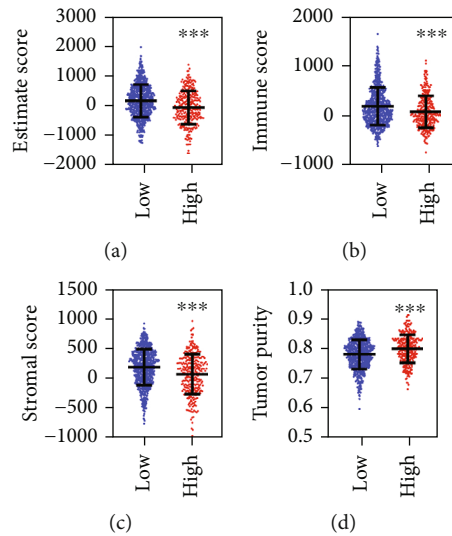 Estimate score
3000
2000
1000
0
−1000
−2000
***
Low
High
(a)
Immune score
2000
1000
0
−1000
***
Low
High
(b)
Stromal score
1500
1000
500
0
−500
−1000
***
Low
High
(c)
Tumor purity
1.0
0.9
0.8
0.7
0.6
0.5
***
Low
High
(d)